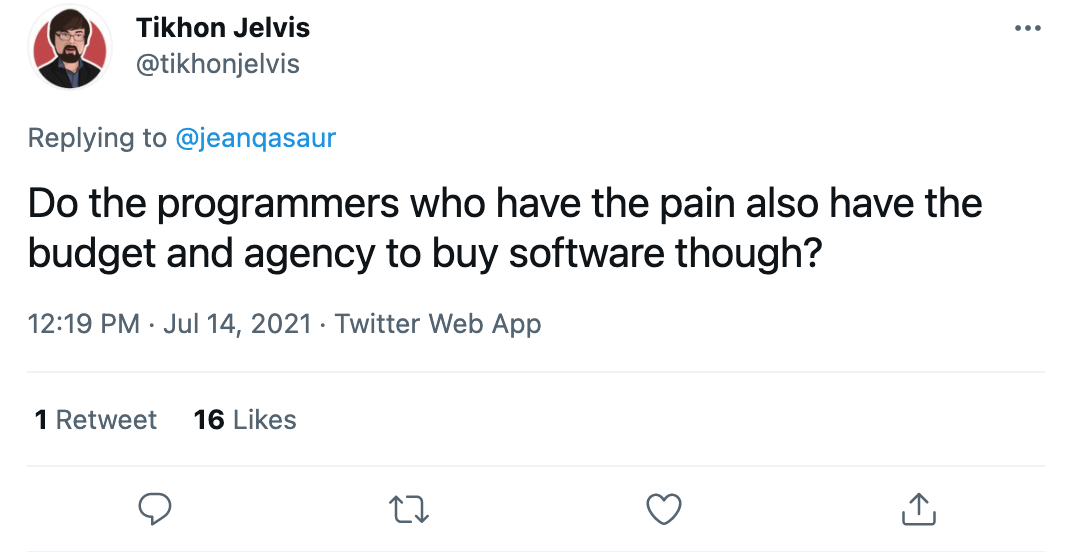 Tikhon Jelvis
@tikhonjelvis
Replying to @jeanqasaur
Do the programmers who have the pain also have the
budget and agency to buy software though?
12:19 PM · Jul 14, 2021 · Twitter Web App
1 Retweet 16 Likes